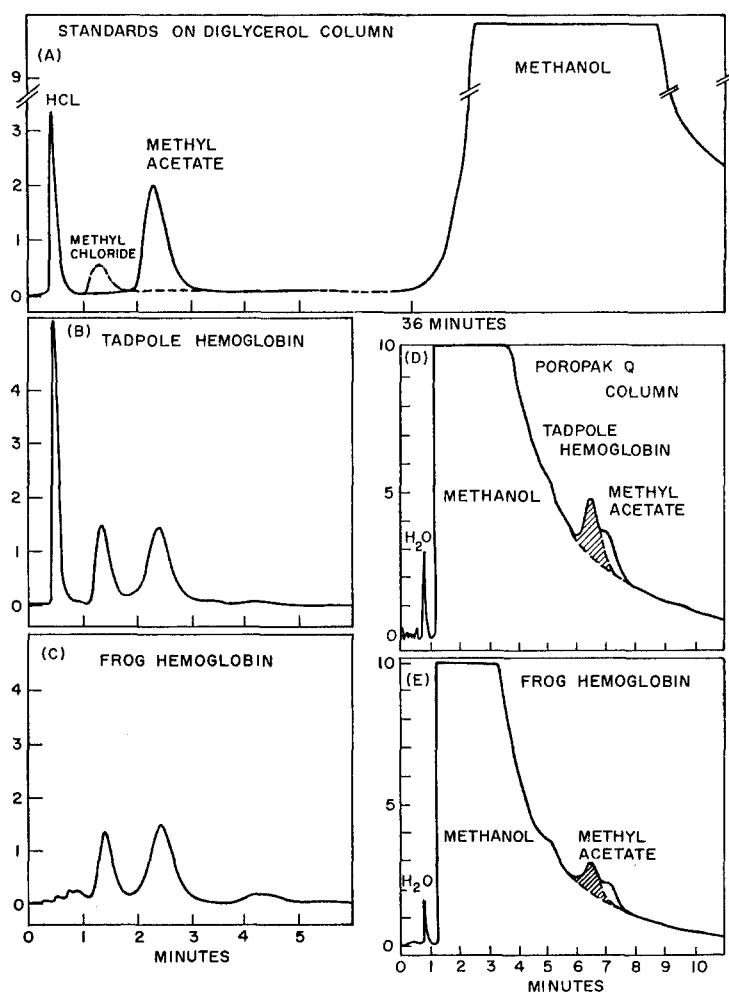 (A)
STANDARDS ON DIGLYCEROL COLUMN
9
3
2
1
0
HCL
METHYL
CHLORIDE
METHYL
ACETATE
METHANOL
36 MINUTES
(B)
TADPOLE HEMOGLOBIN
5
4
3
2
1
0
(C)
FROG HEMOGLOBIN
4
3
2
1
0
0 1 2 3 4 5
MINUTES
(D)
POROPAK Q
COLUMN
TADPOLE
HEMOGLOBIN
10
5
0
H2O
METHANOL
METHYL
ACETATE
(E)
FROG HEMOGLOBIN
10
5
0
H2O
METHANOL
METHYL
ACETATE
0 1 2 3 4 5 6 7 8 9 10
MINUTES